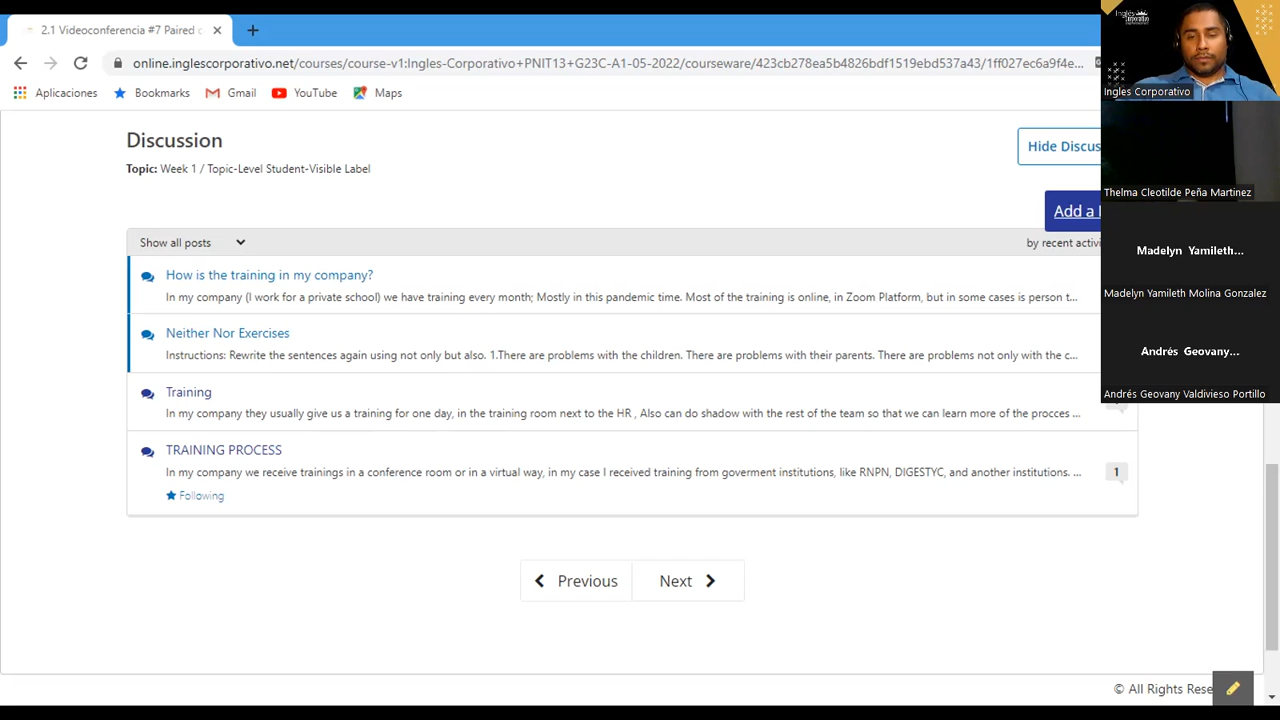 2.1 Videoconferencia #7 Paired c
online.inglescorporativo.net/courses/course-v1:Ingles-Corporativo+PNIT13+G23C-A1-05-2022/courseware/423cb278ea5b4826bdf1519ebd537a43/1ff027ec6a9f4e...
Aplicaciones
Bookmarks
Gmail
YouTube
Maps
Inglés
Corporativo
Ingles Corporativo
Thelma Cleotilde Peña Martinez
Madelyn Yamileth...
Madelyn Yamileth Molina Gonzalez
Andrés Geovany...
Andrés Geovany Valdivieso Portillo
Discussion
Hide Discus
Topic: Week 1 / Topic-Level Student-Visible Label
Add a
Show all posts
by recent activi
How is the training in my company?
In my company (I work for a private school) we have training every month; Mostly in this pandemic time. Most of the training is online, in Zoom Platform, but in some cases is person t...
Neither Nor Exercises
Instructions: Rewrite the sentences again using not only but also. 1.There are problems with the children. There are problems with their parents. There are problems not only with the c...
Training
In my company they usually give us a training for one day, in the training room next to the HR , Also can do shadow with the rest of the team so that we can learn more of the procces ...
TRAINING PROCESS
In my company we receive trainings in a conference room or in a virtual way, in my case I received training from goverment institutions, like RNPN, DIGESTYC, and another institutions. ...
1
Following
Previous
Next
© All Rights Rese